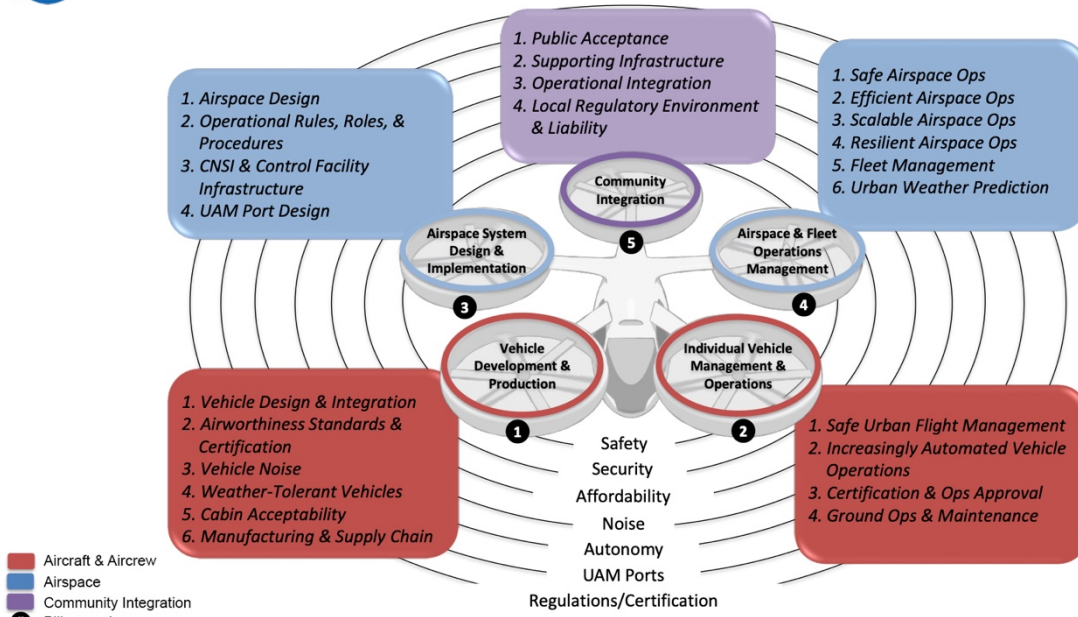 1. Public Acceptance
2. Supporting Infrastructure
3. Operational Integration
4. Local Regulatory Environment
& Liability
1. Airspace Design
2. Operational Rules, Roles, &
Procedures
3. CNSI & Control Facility
Infrastructure
4. UAM Port Design
1. Safe Airspace Ops
2. Efficient Airspace Ops
3. Scalable Airspace Ops
4. Resilient Airspace Ops
5. Fleet Management
6. Urban Weather Prediction
Community
Integration
5
Airspace System
Design &
Implementation
3
Airspace & Fleet
Operations
Management
4
Vehicle
Development &
Production
1
Individual Vehicle
Management &
Operations
2
1. Vehicle Design & Integration
2. Airworthiness Standards &
Certification
3. Vehicle Noise
4. Weather-Tolerant Vehicles
5. Cabin Acceptability
6. Manufacturing & Supply Chain
1. Safe Urban Flight Management
2. Increasingly Automated Vehicle
Operations
3. Certification & Ops Approval
4. Ground Ops & Maintenance
Safety
Security
Affordability
Noise
Autonomy
UAM Ports
Regulations/Certification
Aircraft & Aircrew
Airspace
Community Integration